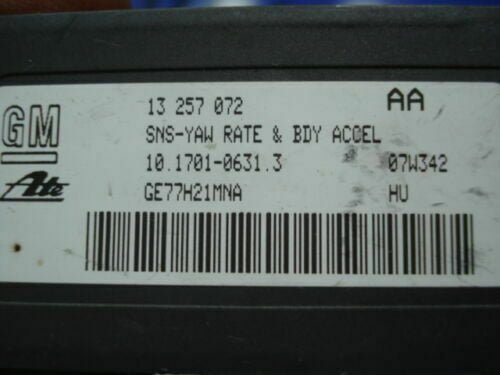 GM
Ate
13 257 072 AA
SNS-YAW RATE & BDY ACCEL
10.1701-0631.3 07W342
GE77H21MNA HU